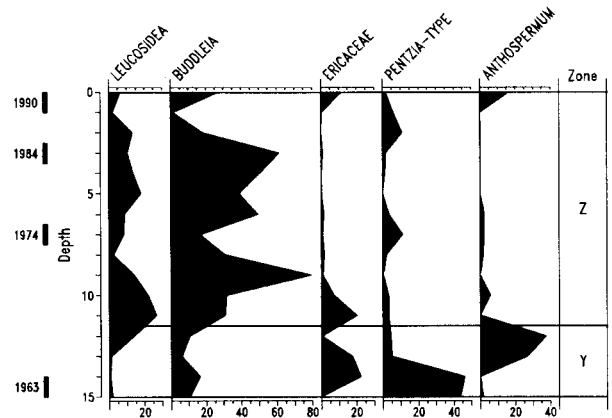 LEUCOSIDEA
BUDDLEIA
ERICACEAE
PENTZIA-TYPE
ANTHOSPERMUM
Zone
1990
1984
1974
1963
Depth
0
5
10
15
Z
Y
20
20 40 60 80
20
20 40
20 40